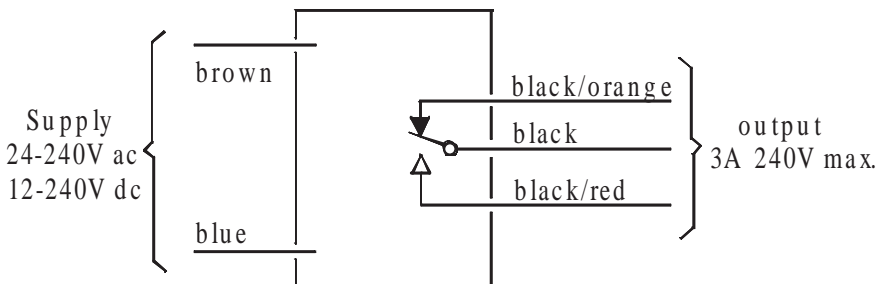 brown
Supply
24-240V ac
12-240V dc
blue
black/orange
black
black/red
output
3A 240V max.